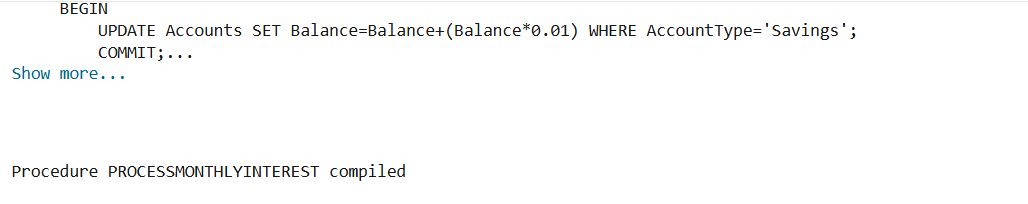 BEGIN
UPDATE Accounts SET Balance=Balance+(Balance*0.01) WHERE AccountType='Savings';
COMMIT;...
Show more...
Procedure PROCESSMONTHLYINTEREST compiled